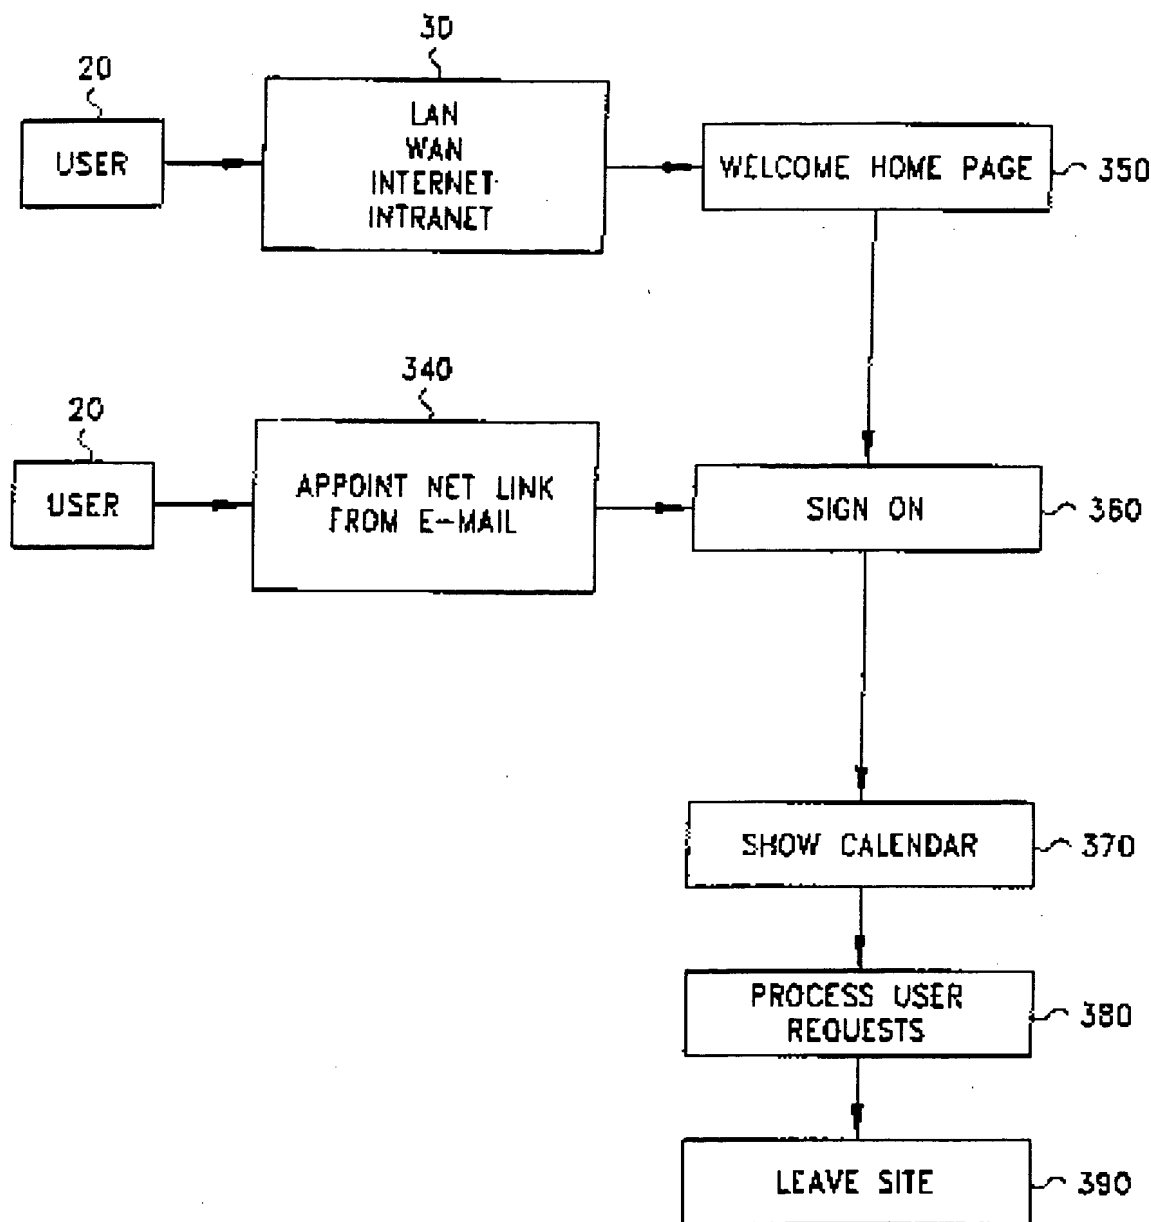 30
20
USER
LAN
WAN
INTERNET
INTRANET
WELCOME HOME PAGE
350
340
20
USER
APPOINT NET LINK
FROM E-MAIL
SIGN ON
360
SHOW CALENDAR
370
PROCESS USER
REQUESTS
380
LEAVE SITE
390